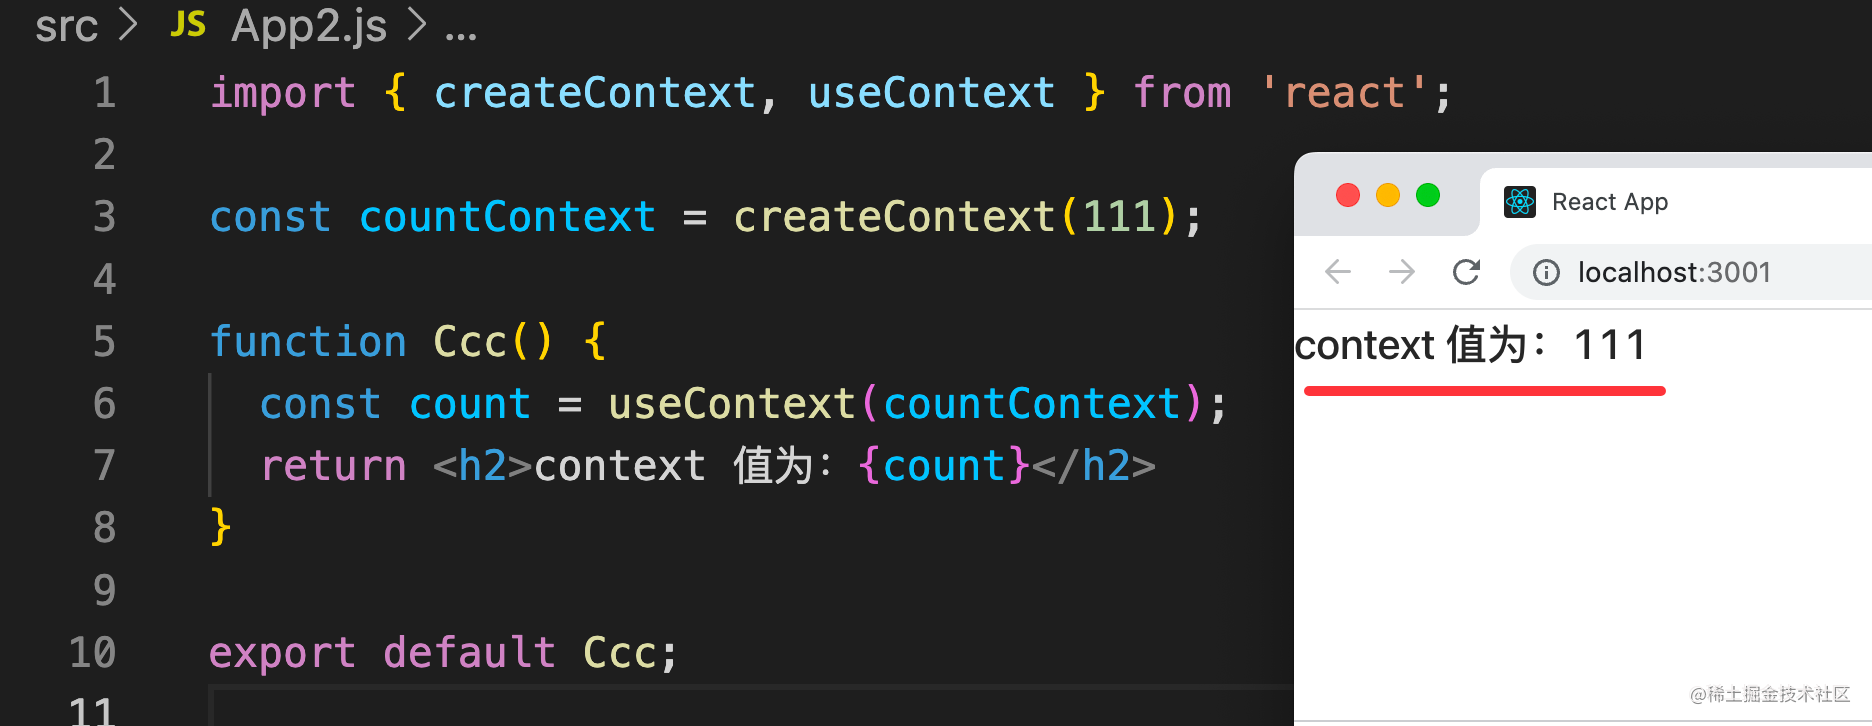 src > JS App2.js > ...
1 import { createContext, useContext } from 'react';
2
3 const countContext = createContext(111);
4
5 function Ccc() {
6 const count = useContext(countContext);
7 return <h2>context 值为：{count}</h2>
8 }
9
10 export default Ccc;
11
React App
localhost:3001
context 值为：111
@稀土掘金技术社区